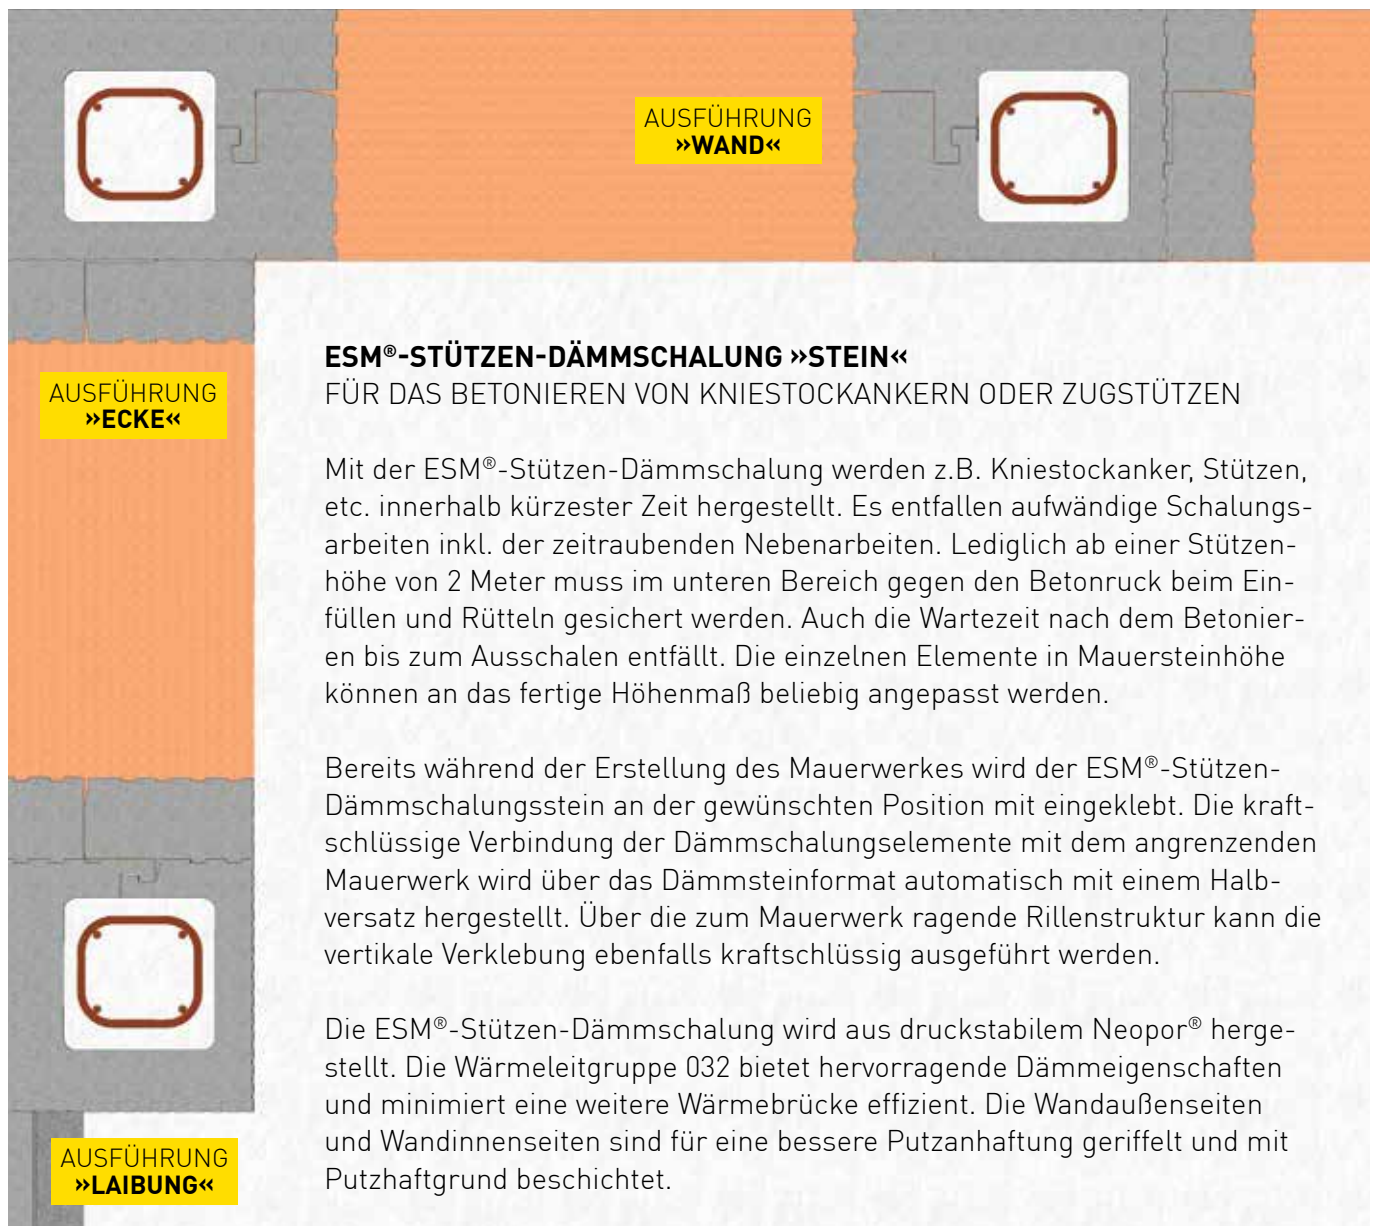 AUSFÜHRUNG
»WAND«
AUSFÜHRUNG
»ECKE«
ESM®-STÜTZEN-DÄMMSCHALUNG »STEIN«
FÜR DAS BETONIEREN VON KNIESTOCKANKERN ODER ZUGSTÜTZEN
Mit der ESM®-Stützen-Dämmschalung werden z.B. Kniestockanker, Stützen,
etc. innerhalb kürzester Zeit hergestellt. Es entfallen aufwändige Schalungs-
arbeiten inkl. der zeitraubenden Nebenarbeiten. Lediglich ab einer Stützen-
höhe von 2 Meter muss im unteren Bereich gegen den Betonruck beim Ein-
füllen und Rütteln gesichert werden. Auch die Wartezeit nach dem Betonier-
en bis zum Ausschalen entfällt. Die einzelnen Elemente in Mauersteinhöhe
können an das fertige Höhenmaß beliebig angepasst werden.
Bereits während der Erstellung des Mauerwerkes wird der ESM®-Stützen-
Dämmschalungsstein an der gewünschten Position mit eingeklebt. Die kraft-
schlüssige Verbindung der Dämmschalungselemente mit dem angrenzenden
Mauerwerk wird über das Dämmsteinformat automatisch mit einem Halb-
versatz hergestellt. Über die zum Mauerwerk ragende Rillenstruktur kann die
vertikale Verklebung ebenfalls kraftschlüssig ausgeführt werden.
Die ESM®-Stützen-Dämmschalung wird aus druckstabilem Neopor® herge-
stellt. Die Wärmeleitgruppe 032 bietet hervorragende Dämmeigenschaften
und minimiert eine weitere Wärmebrücke effizient. Die Wandaußenseiten
und Wandinnenseiten sind für eine bessere Putzanhaftung geriffelt und mit
Putzhaftgrund beschichtet.
AUSFÜHRUNG
»LAIBUNG«